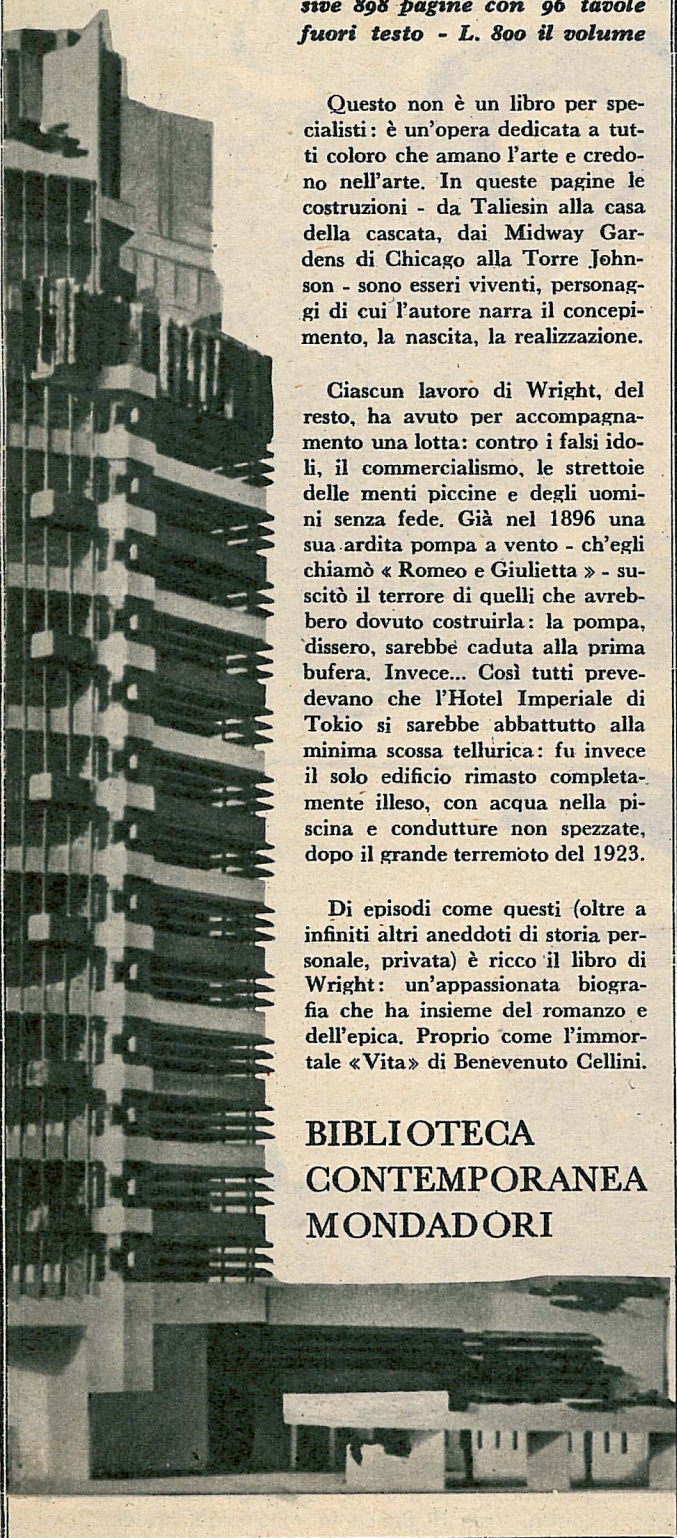 sive 898 pagine con 96 tavole
fuori testo - L. 800 il volume
Questo non è un libro per spe-
cialisti: è un'opera dedicata a tut-
ti coloro che amano l'arte e credo-
no nell'arte. In queste pagine le
costruzioni - da Taliesin alla casa
della cascata, dai Midway Gar-
dens di Chicago alla Torre John-
son - sono esseri viventi, personag-
gi di cui l'autore narra il concepi-
mento, la nascita, la realizzazione.
Ciascun lavoro di Wright, del
resto, ha avuto per accompagna-
mento una lotta: contro i falsi ido-
li, il commercialismo, le strettoie
delle menti piccine e degli uomi-
ni senza fede. Già nel 1896 una
sua ardita pompa a vento - ch'egli
chiamò « Romeo e Giulietta » - su-
scitò il terrore di quelli che avreb-
bero dovuto costruirla: la pompa,
dissero, sarebbe caduta alla prima
bufera. Invece... Così tutti preve-
devano che l'Hotel Imperiale di
Tokio si sarebbe abbattutto alla
minima scossa tellurica: fu invece
il solo edificio rimasto completa-
mente illeso, con acqua nella pi-
scina e condutture non spezzate,
dopo il grande terremoto del 1923.
Di episodi come questi (oltre a
infiniti altri aneddoti di storia per-
sonale, privata) è ricco il libro di
Wright: un'appassionata biogra-
fia che ha insieme del romanzo e
dell'epica. Proprio come l'immor-
tale «Vita» di Benevenuto Cellini.
BIBLIOTECA
CONTEMPORANEA
MONDADORI